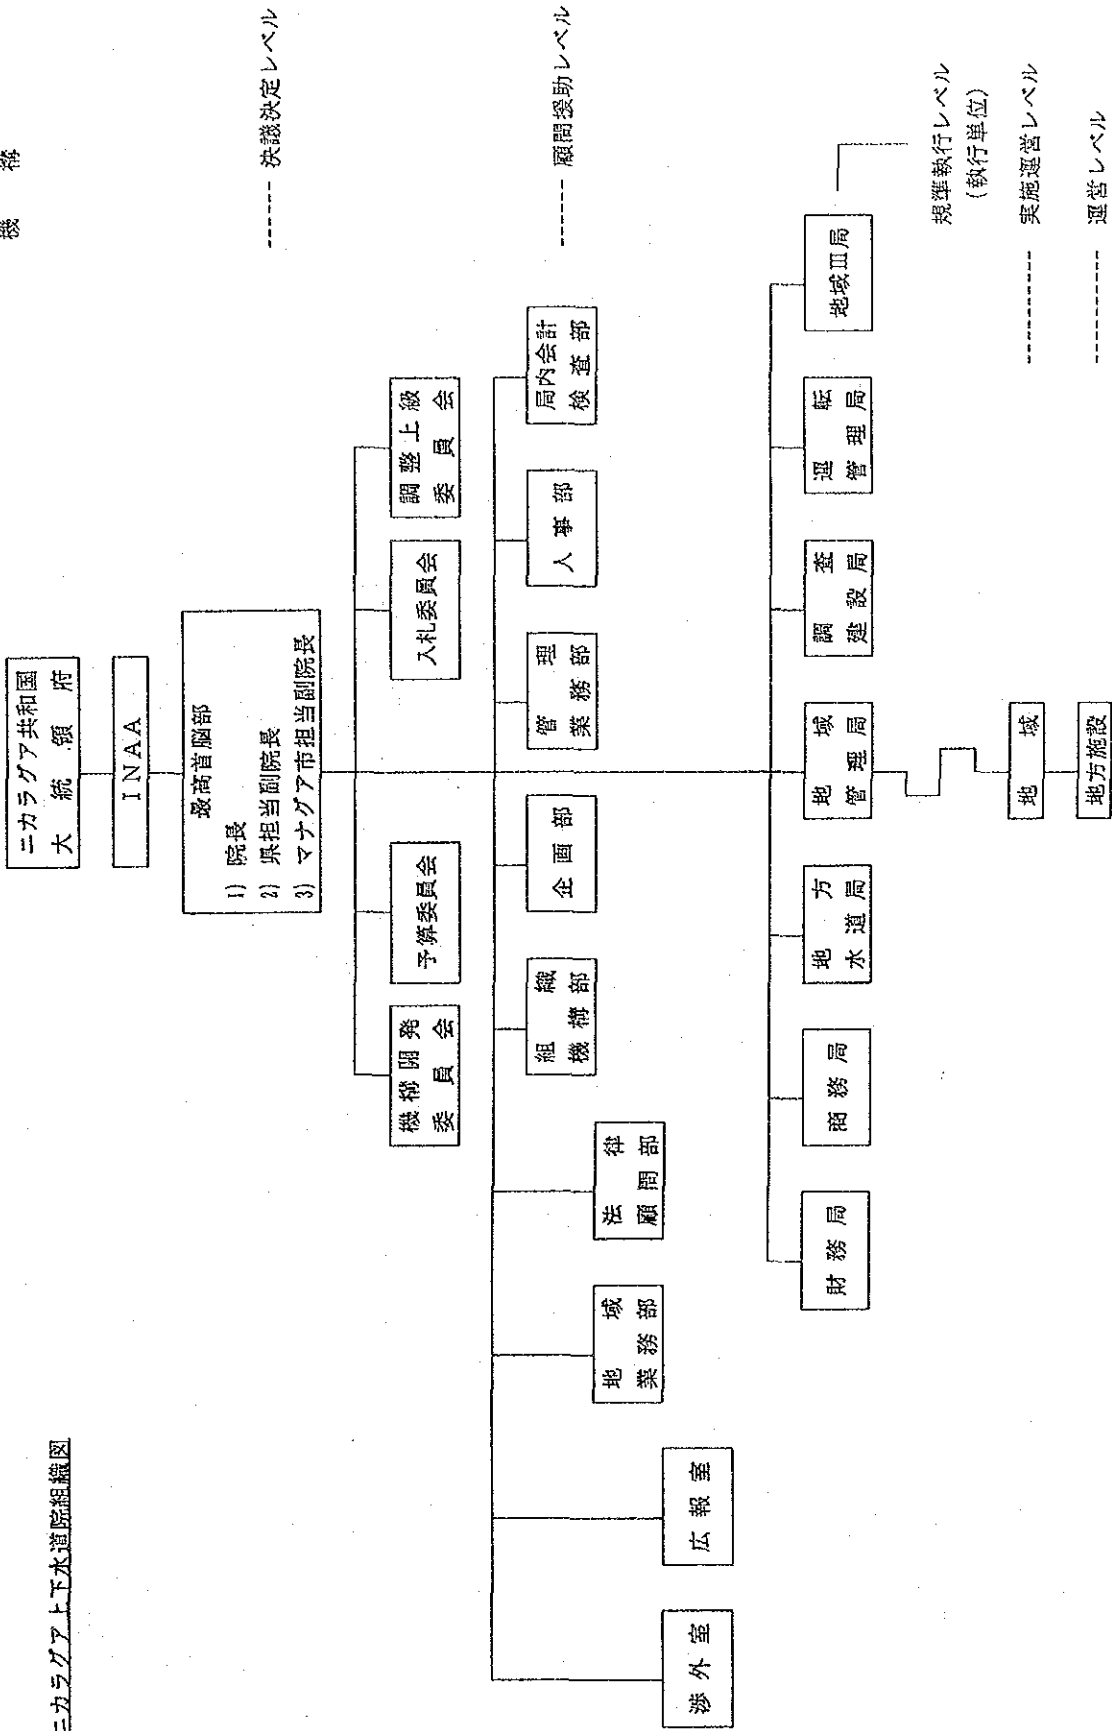 ニカラグア上下水道院組織図
機構
ニカラグア共和国
大統領府
INAA
最高首脳部
1) 院長
2) 県担当副院長
3) マナグア市担当副院長
------ 決議決定レベル
機構開発
委員会
予算委員会
入札委員会
調整上級
委員会
------ 顧問援助レベル
渉外室
広報室
地域
業務部
法律
顧問部
組織
機構部
企画部
管理
業務部
人事部
局内会計
検査部
財務局
商務局
地方
水道局
地域
管理局
調査
建設局
運転
管理局
地域III局
規準執行レベル
(執行単位)
地域
---------- 実施運営レベル
地方施設
---------- 運営レベル